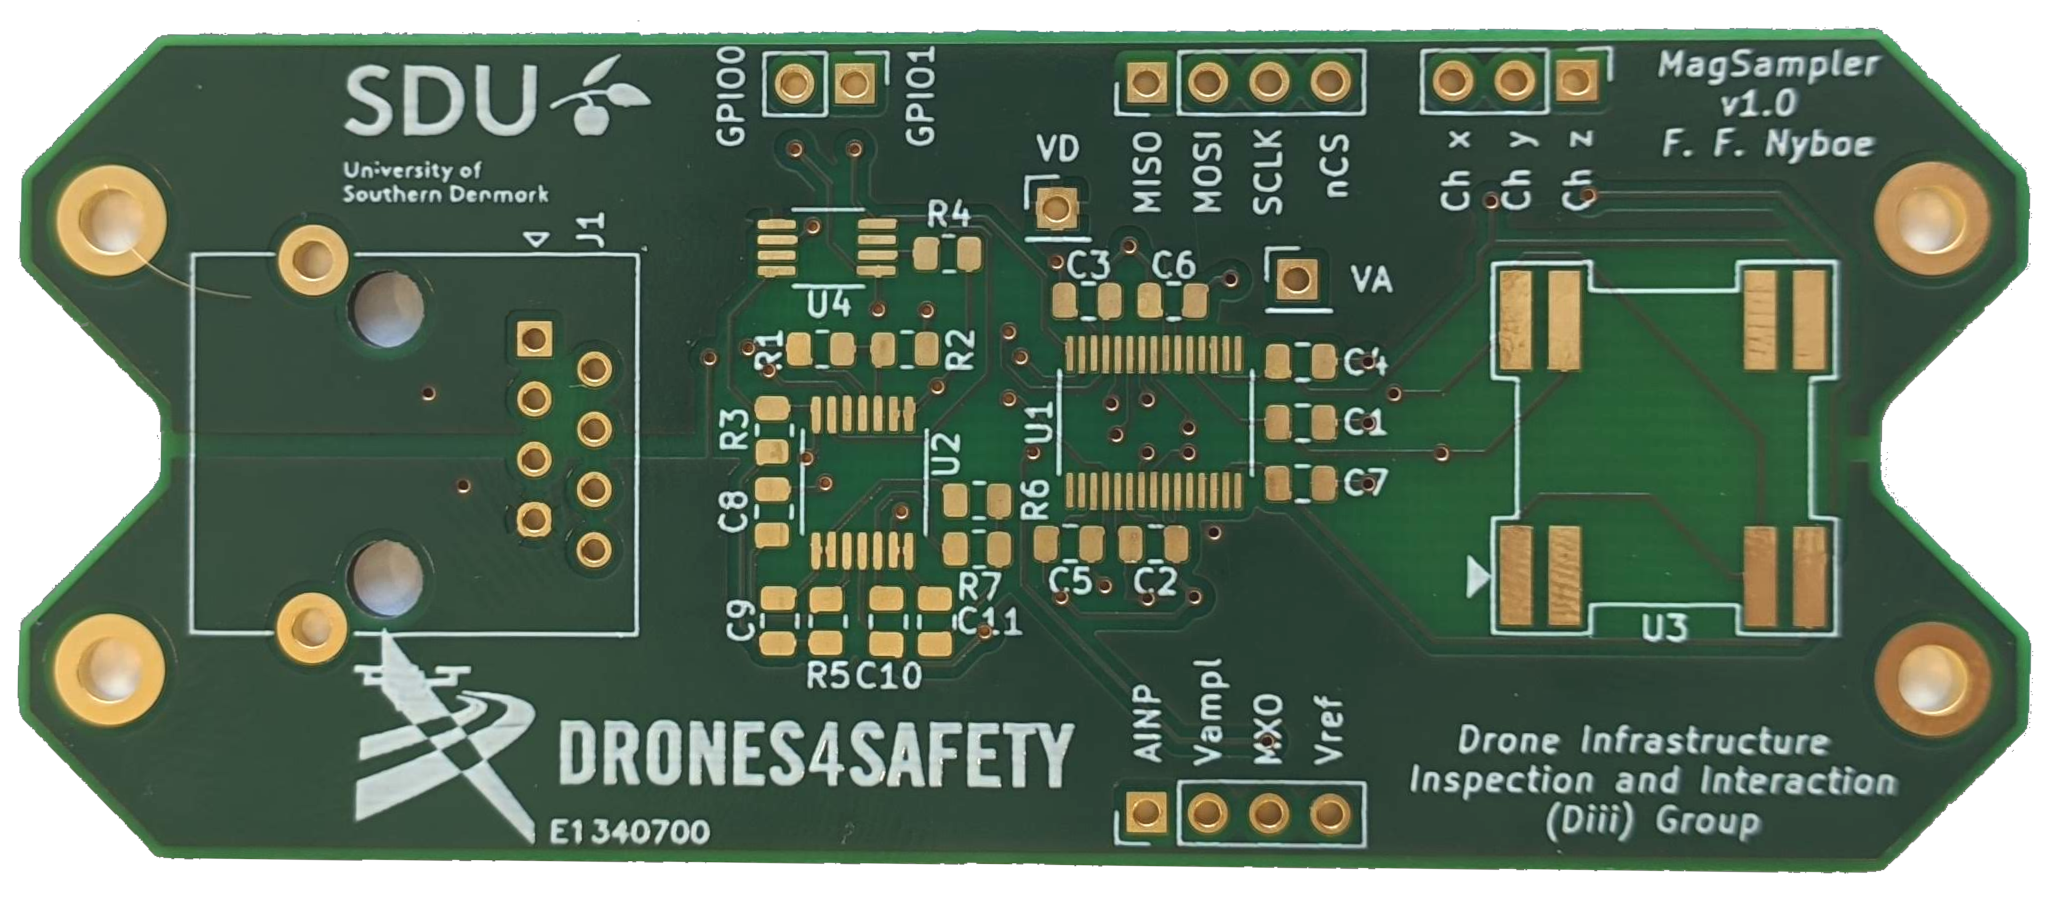 SDU
University of
Southern Denmark
GPIO0
GPIO1
MISO
MOSI
SCLK
nCS
Ch x
Ch y
Ch z
MagSampler
v1.0
F. F. Nyboe
VD
VA
J1
R4
U4
C3
C6
R1
R2
C4
R3
U2
U1
C1
C8
R6
C7
C9
R7
C11
C5
C2
R5
C10
U3
DRONES4SAFETY
E1340700
AINP
Vampl
MXO
Vref
Drone Infrastructure
Inspection and Interaction
(Diii) Group